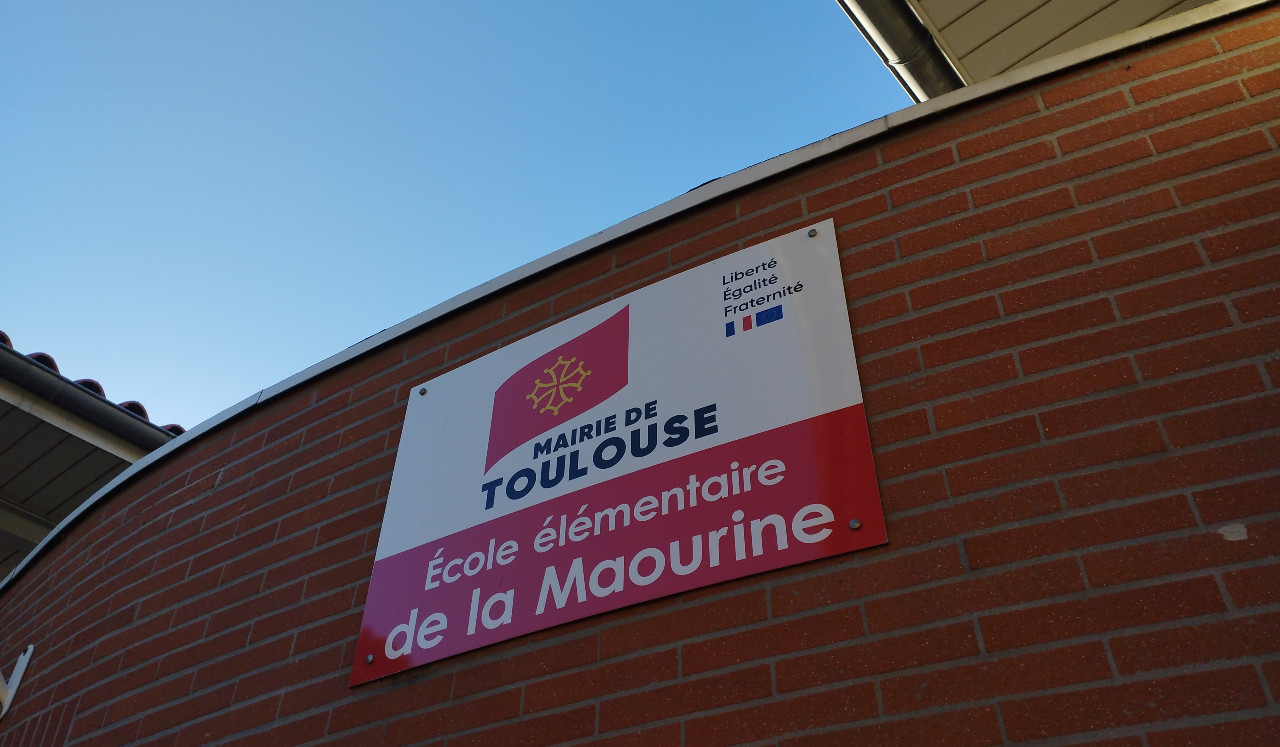 Liberté
Égalité
Fraternité
MAIRIE DE
TOULOUSE
École élémentaire
de la Maourine